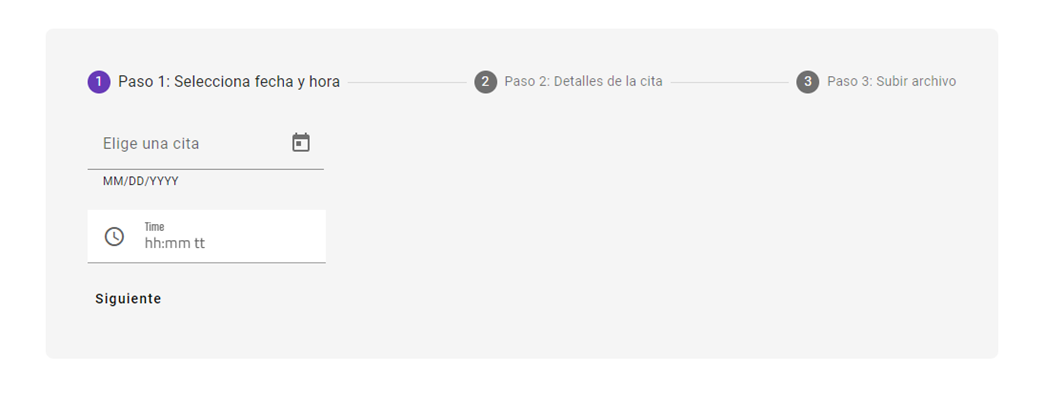 1 Paso 1: Selecciona fecha y hora 2 Paso 2: Detalles de la cita 3 Paso 3: Subir archivo
Elige una cita
MM/DD/YYYY
Time
hh:mm tt
Siguiente